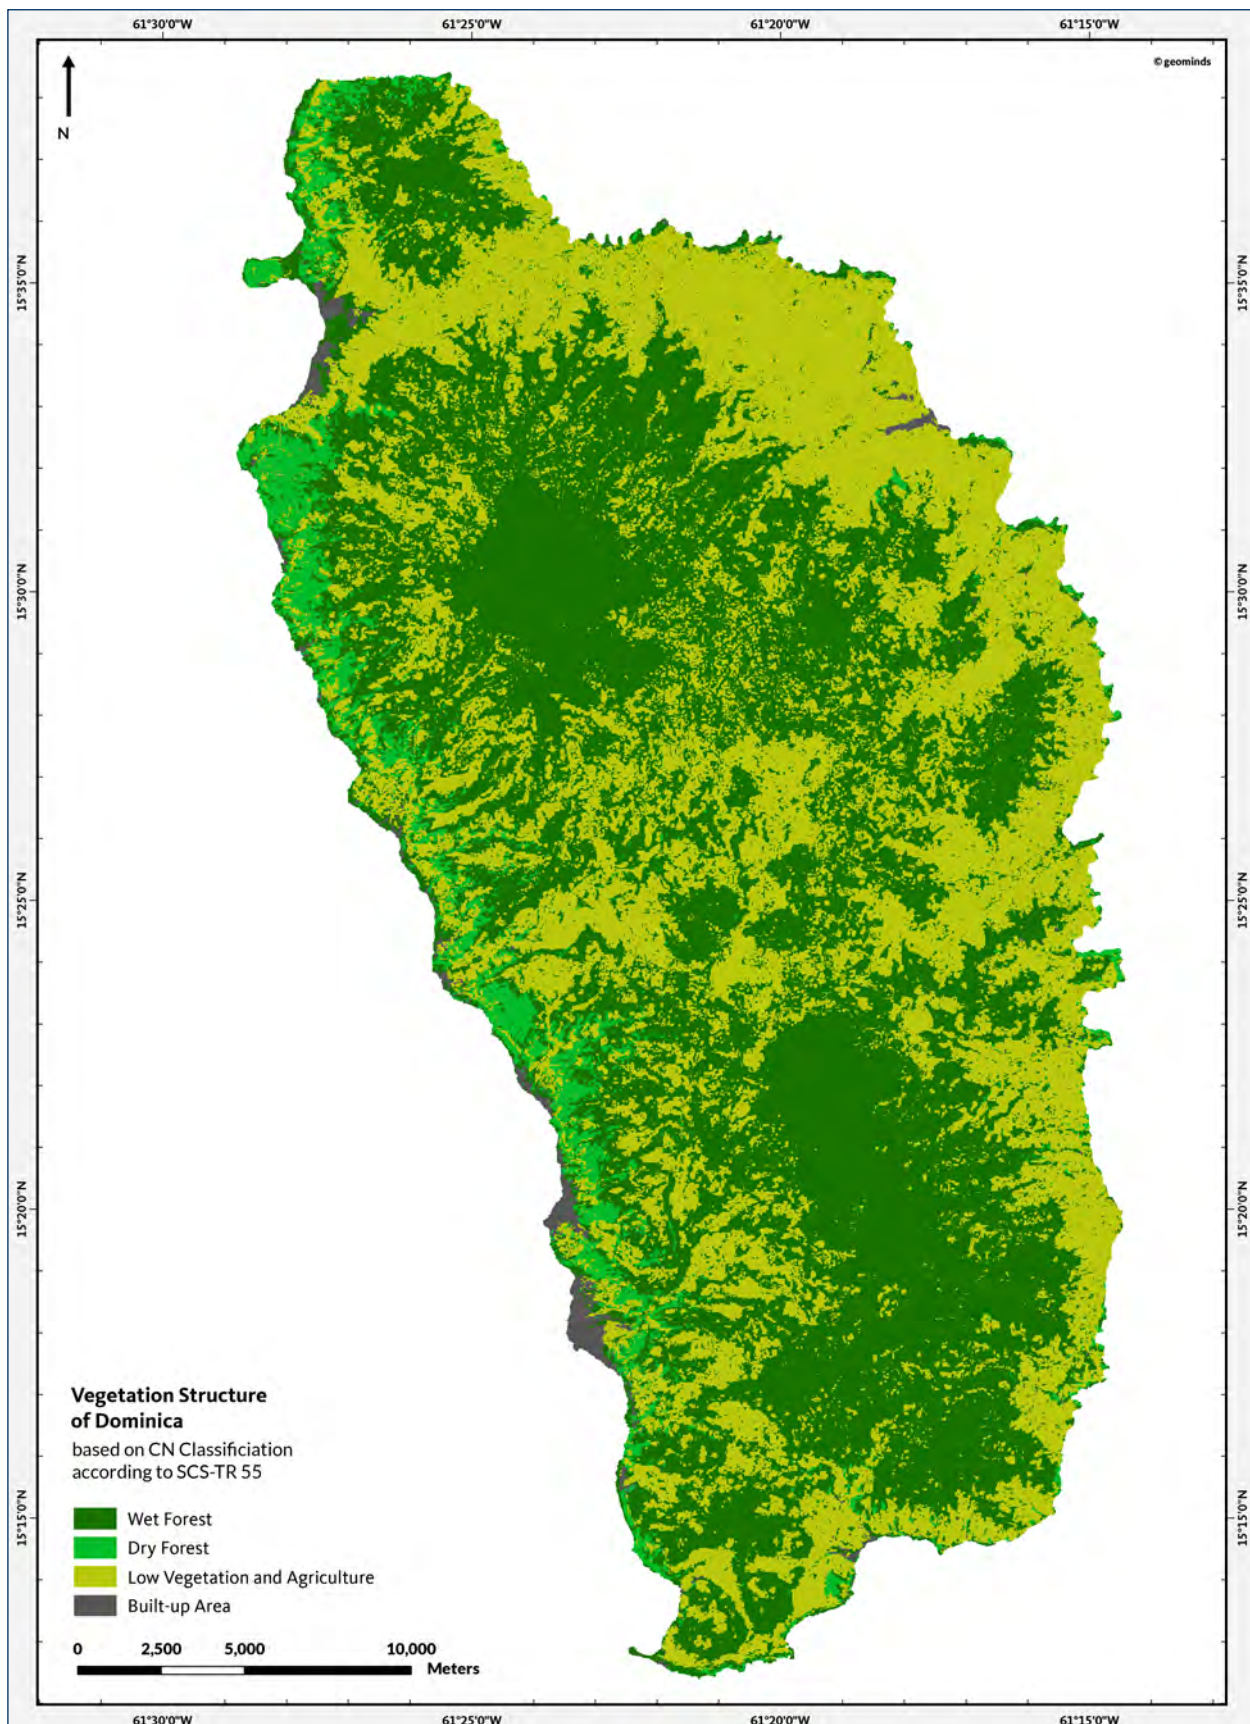 61°30'0"W 61°25'0"W 61°20'0"W 61°15'0"W
© geominds
N
15°35'0"N 15°35'0"N
15°30'0"N 15°30'0"N
15°25'0"N 15°25'0"N
15°20'0"N 15°20'0"N
15°15'0"N 15°15'0"N
Vegetation Structure
of Dominica
based on CN Classificiation
according to SCS-TR 55
Wet Forest
Dry Forest
Low Vegetation and Agriculture
Built-up Area
0 2,500 5,000 10,000
Meters
61°30'0"W 61°25'0"W 61°20'0"W 61°15'0"W